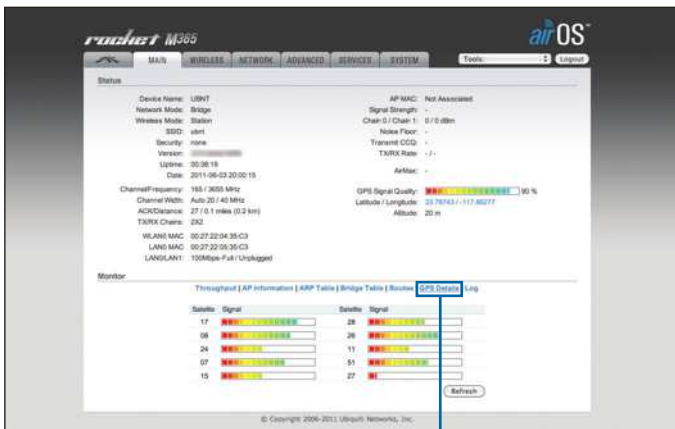 rocket M365
airOS™
MAIN WIRELESS NETWORK ADVANCED SERVICES SYSTEM Tools: Logout
Status
Device Name: UBNT
Network Mode: Bridge
Wireless Mode: Station
SSID: ubnt
Security: none
Version:
Uptime: 00:38:18
Date: 2011-06-03 20:00:15
Channel/Frequency: 165 / 3655 MHz
Channel Width: Auto 20 / 40 MHz
ACK/Distance: 27 / 0.1 miles (0.2 km)
TX/RX Chains: 2X2
WLAN0 MAC 00:27:22:04:35:C3
LAN0 MAC 00:27:22:05:35:C3
LAN0/LAN1: 100Mbps-Full / Unplugged
AP MAC: Not Associated
Signal Strength: -
Chain 0 / Chain 1: 0 / 0 dBm
Noise Floor: -
Transmit CCQ: -
TX/RX Rate: - / -
AirMax: -
GPS Signal Quality: 90 %
Latitude / Longitude: 33.78743 / -117.88277
Altitude: 20 m
Monitor
Throughput | AP Information | ARP Table | Bridge Table | Routes | GPS Details | Log
Satellite Signal Satellite Signal
17 28
08 26
24 11
07 51
15 27
Refresh
© Copyright 2006-2011 Ubiquiti Networks, Inc.